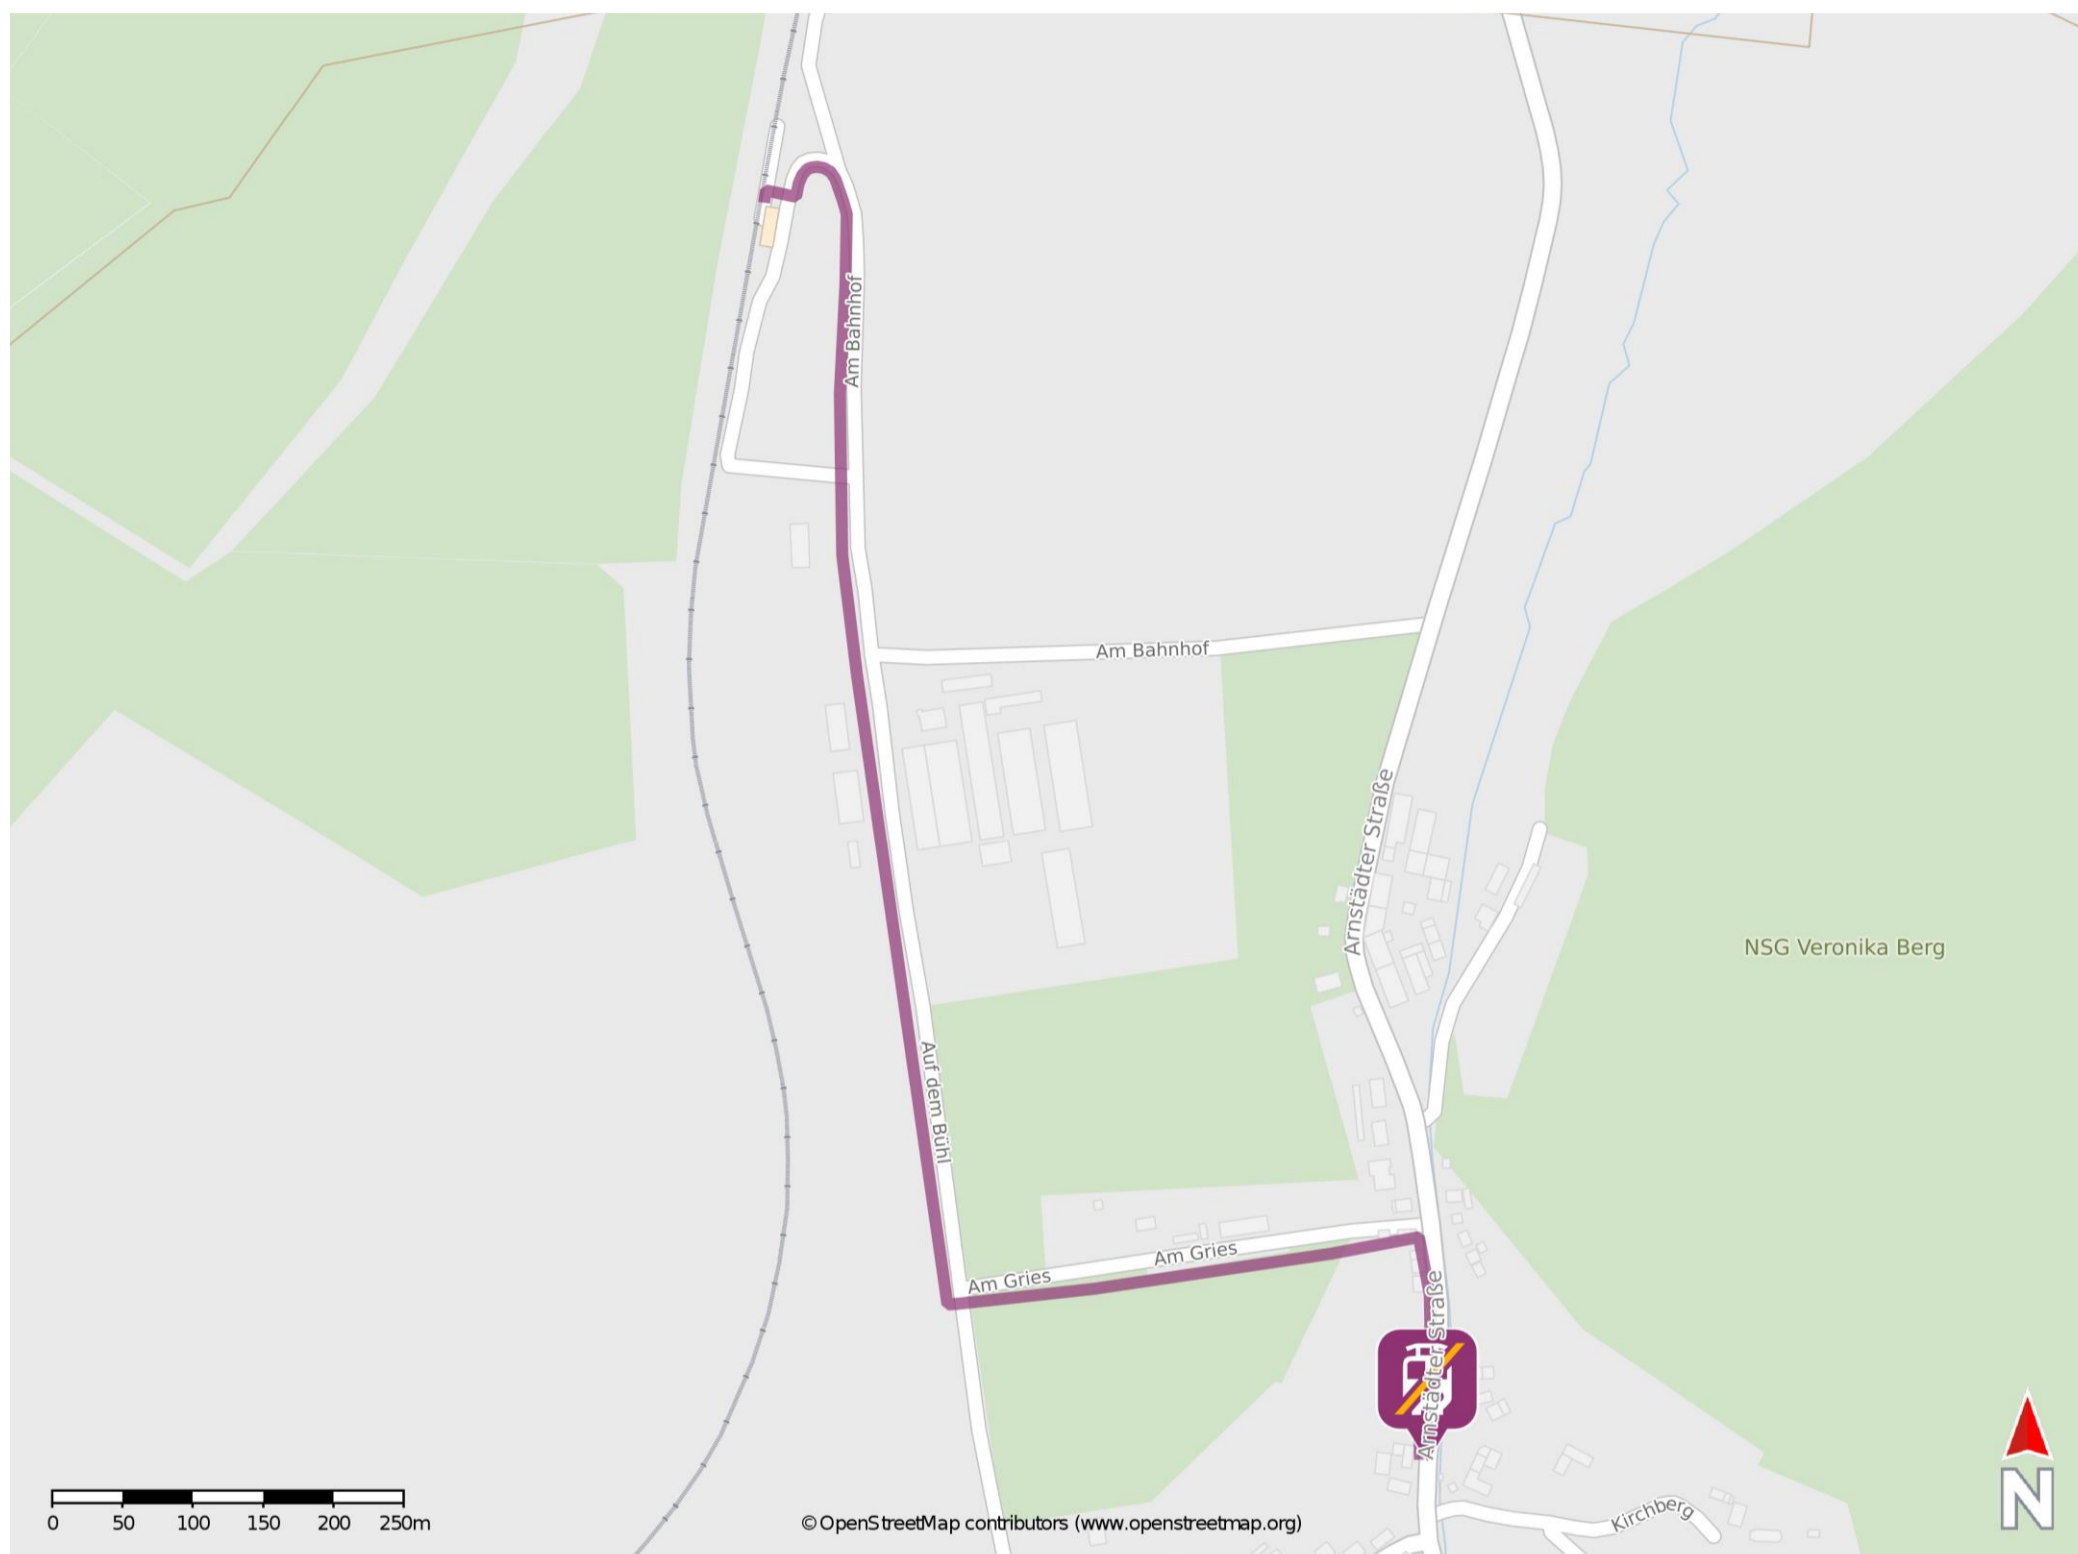 Am Bahnhof
Am Bahnhof
Arnstädter Straße
NSG Veronika Berg
Auf dem Bühl
Am Gries
Am Gries
Arnstädter Straße
Kirchberg
N
0 50 100 150 200 250m
©OpenStreetMap contributors (www.openstreetmap.org)